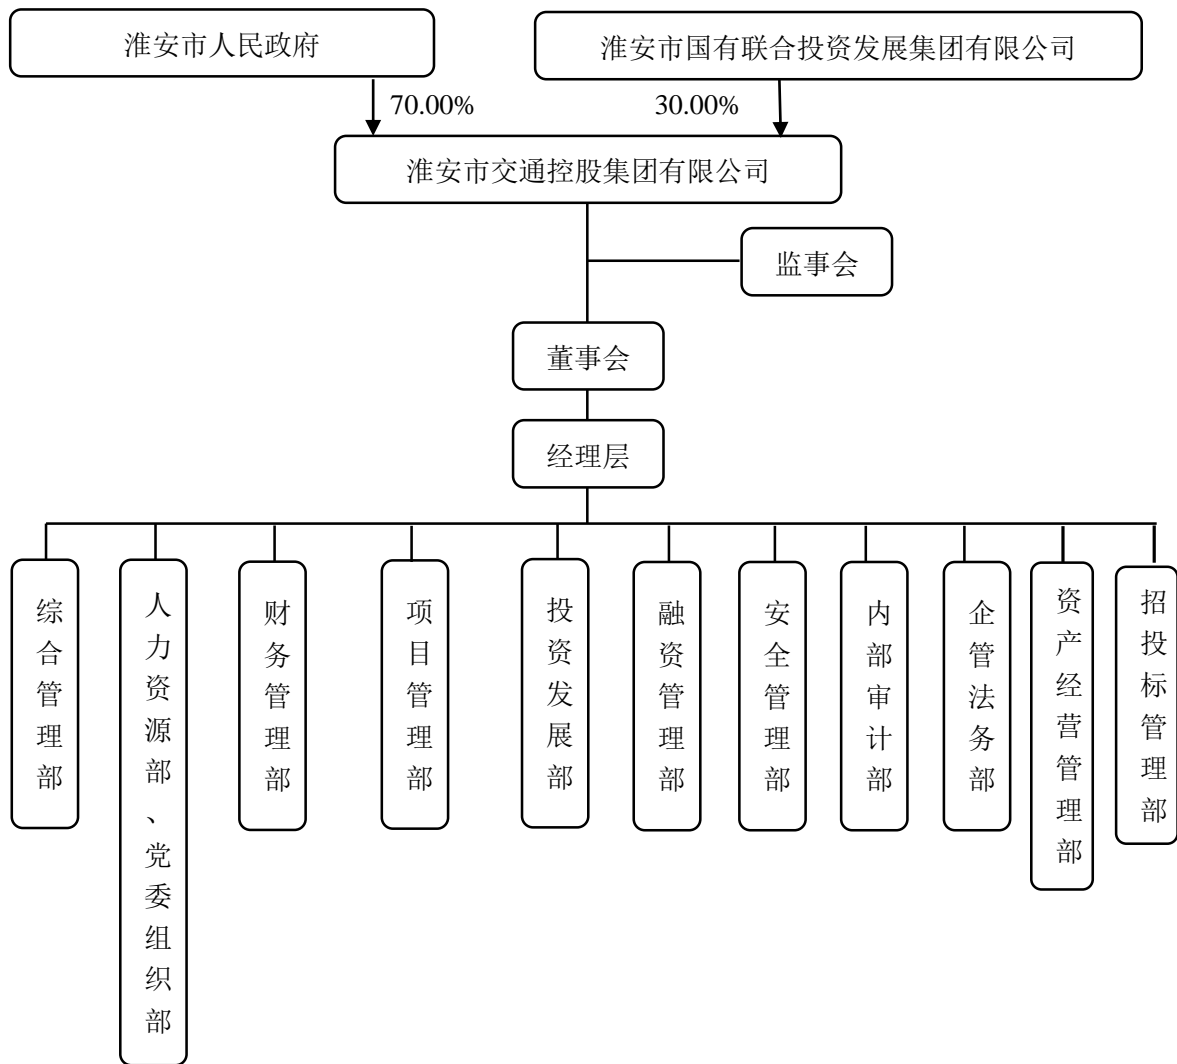 淮安市人民政府
淮安市国有联合投资发展集团有限公司
70.00%
30.00%
淮安市交通控股集团有限公司
监事会
董事会
经理层
综合管理部
人力资源部、党委组织部
财务管理部
项目管理部
投资发展部
融资管理部
安全管理部
内部审计部
企管法务部
资产经营管理部
招投标管理部